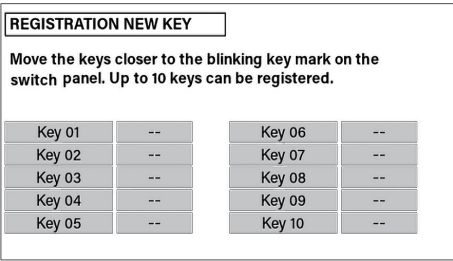 REGISTRATION NEW KEY
Move the keys closer to the blinking key mark on the
switch panel. Up to 10 keys can be registered.
Key 01 -- Key 06 --
Key 02 -- Key 07 --
Key 03 -- Key 08 --
Key 04 -- Key 09 --
Key 05 -- Key 10 --